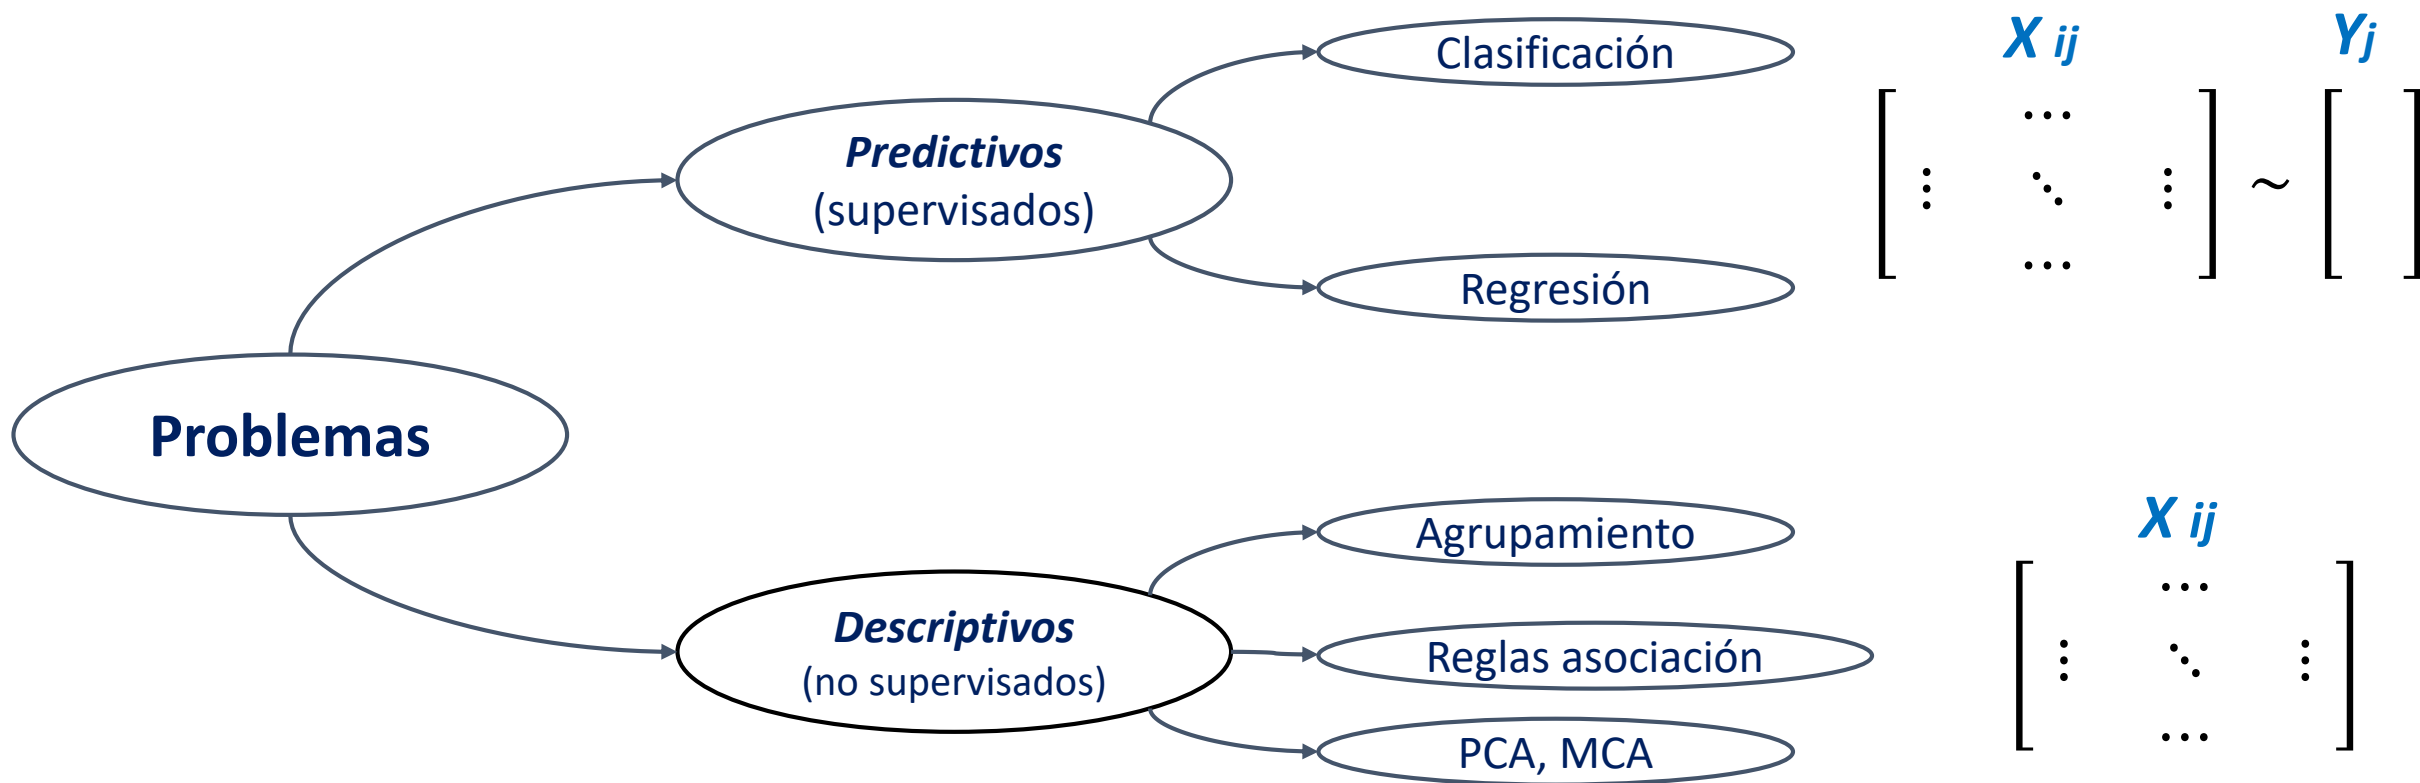 Problemas
Predictivos
(supervisados)
Clasificación
Regresión
X ij
Yj
[ ⋯ ⋮ ⋱ ⋮ ⋯ ] ~ [ ]
Descriptivos
(no supervisados)
Agrupamiento
Reglas asociación
PCA, MCA
X ij
[ ⋯ ⋮ ⋱ ⋮ ⋯ ]